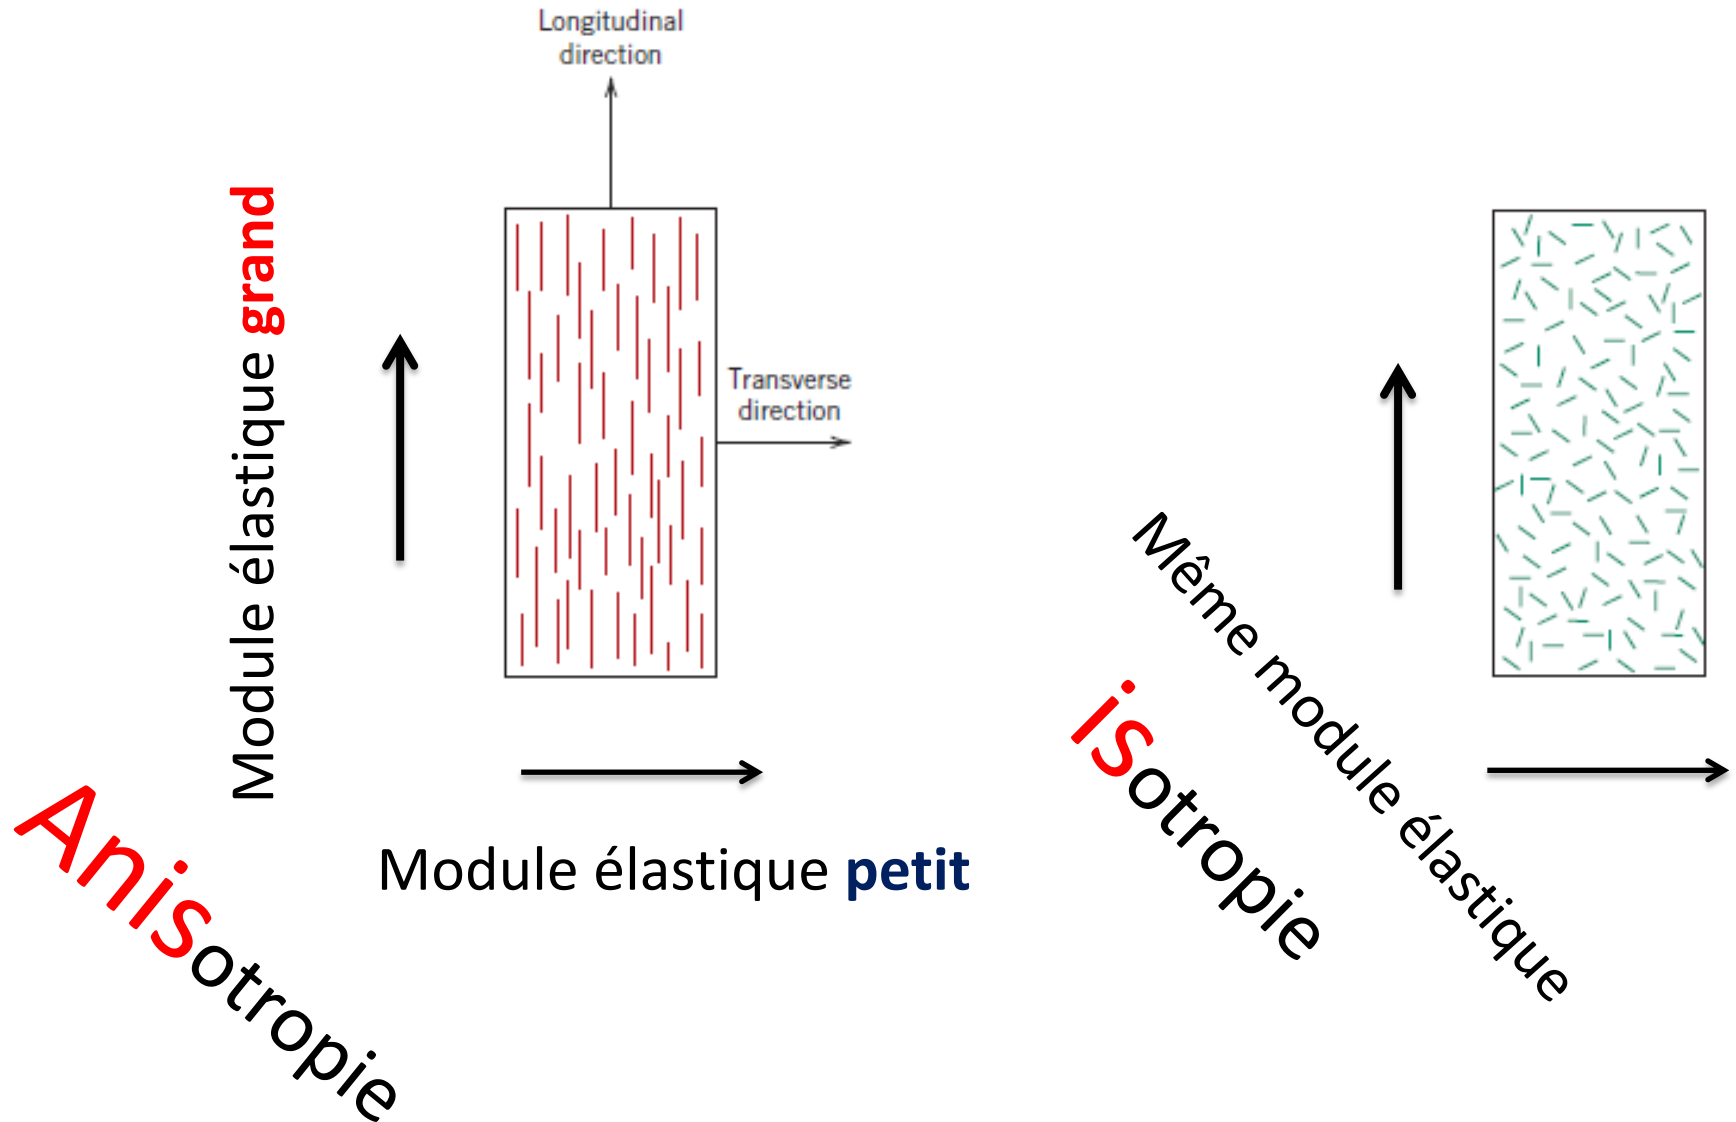 Longitudinal
direction
Module élastique grand
Transverse
direction
Module élastique petit
Anisotropie
Même module élastique
isotropie